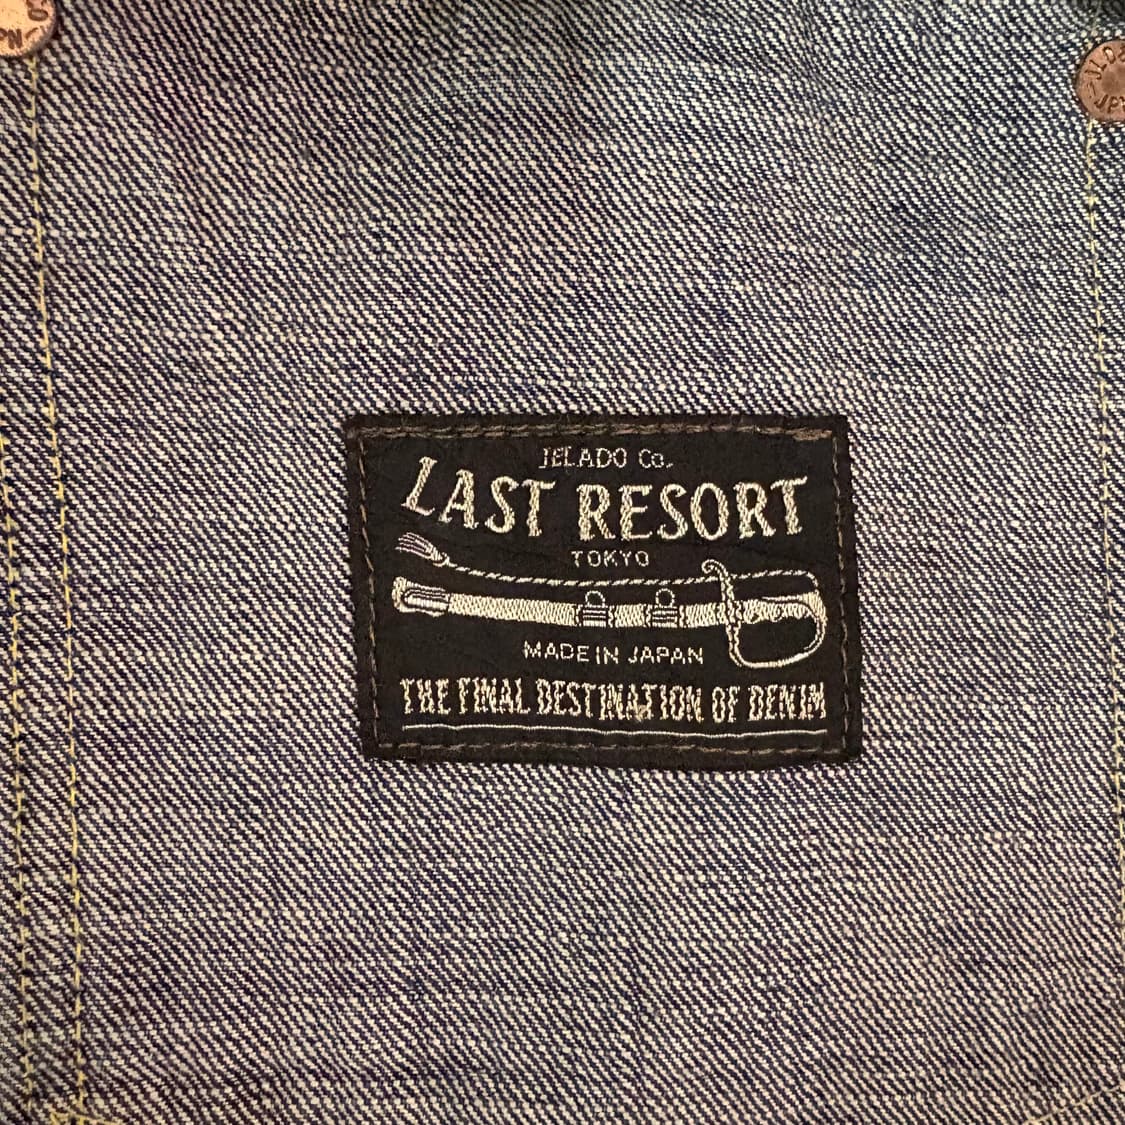 JELADO Co.
LAST RESORT
TOKYO
MADE IN JAPAN
THE FINAL DESTINATION OF DENIM